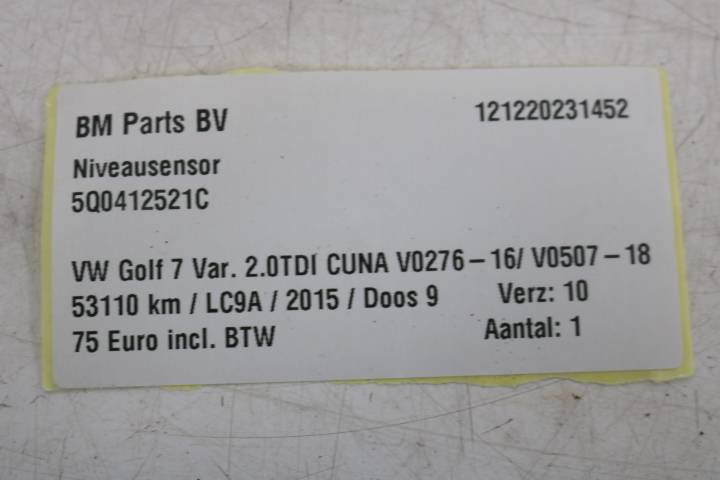 BM Parts BV 121220231452
Niveausensor
5Q0412521C
VW Golf 7 Var. 2.0TDI CUNA V0276-16/ V0507-18
53110 km / LC9A / 2015 / Doos 9 Verz: 10
75 Euro incl. BTW Aantal: 1